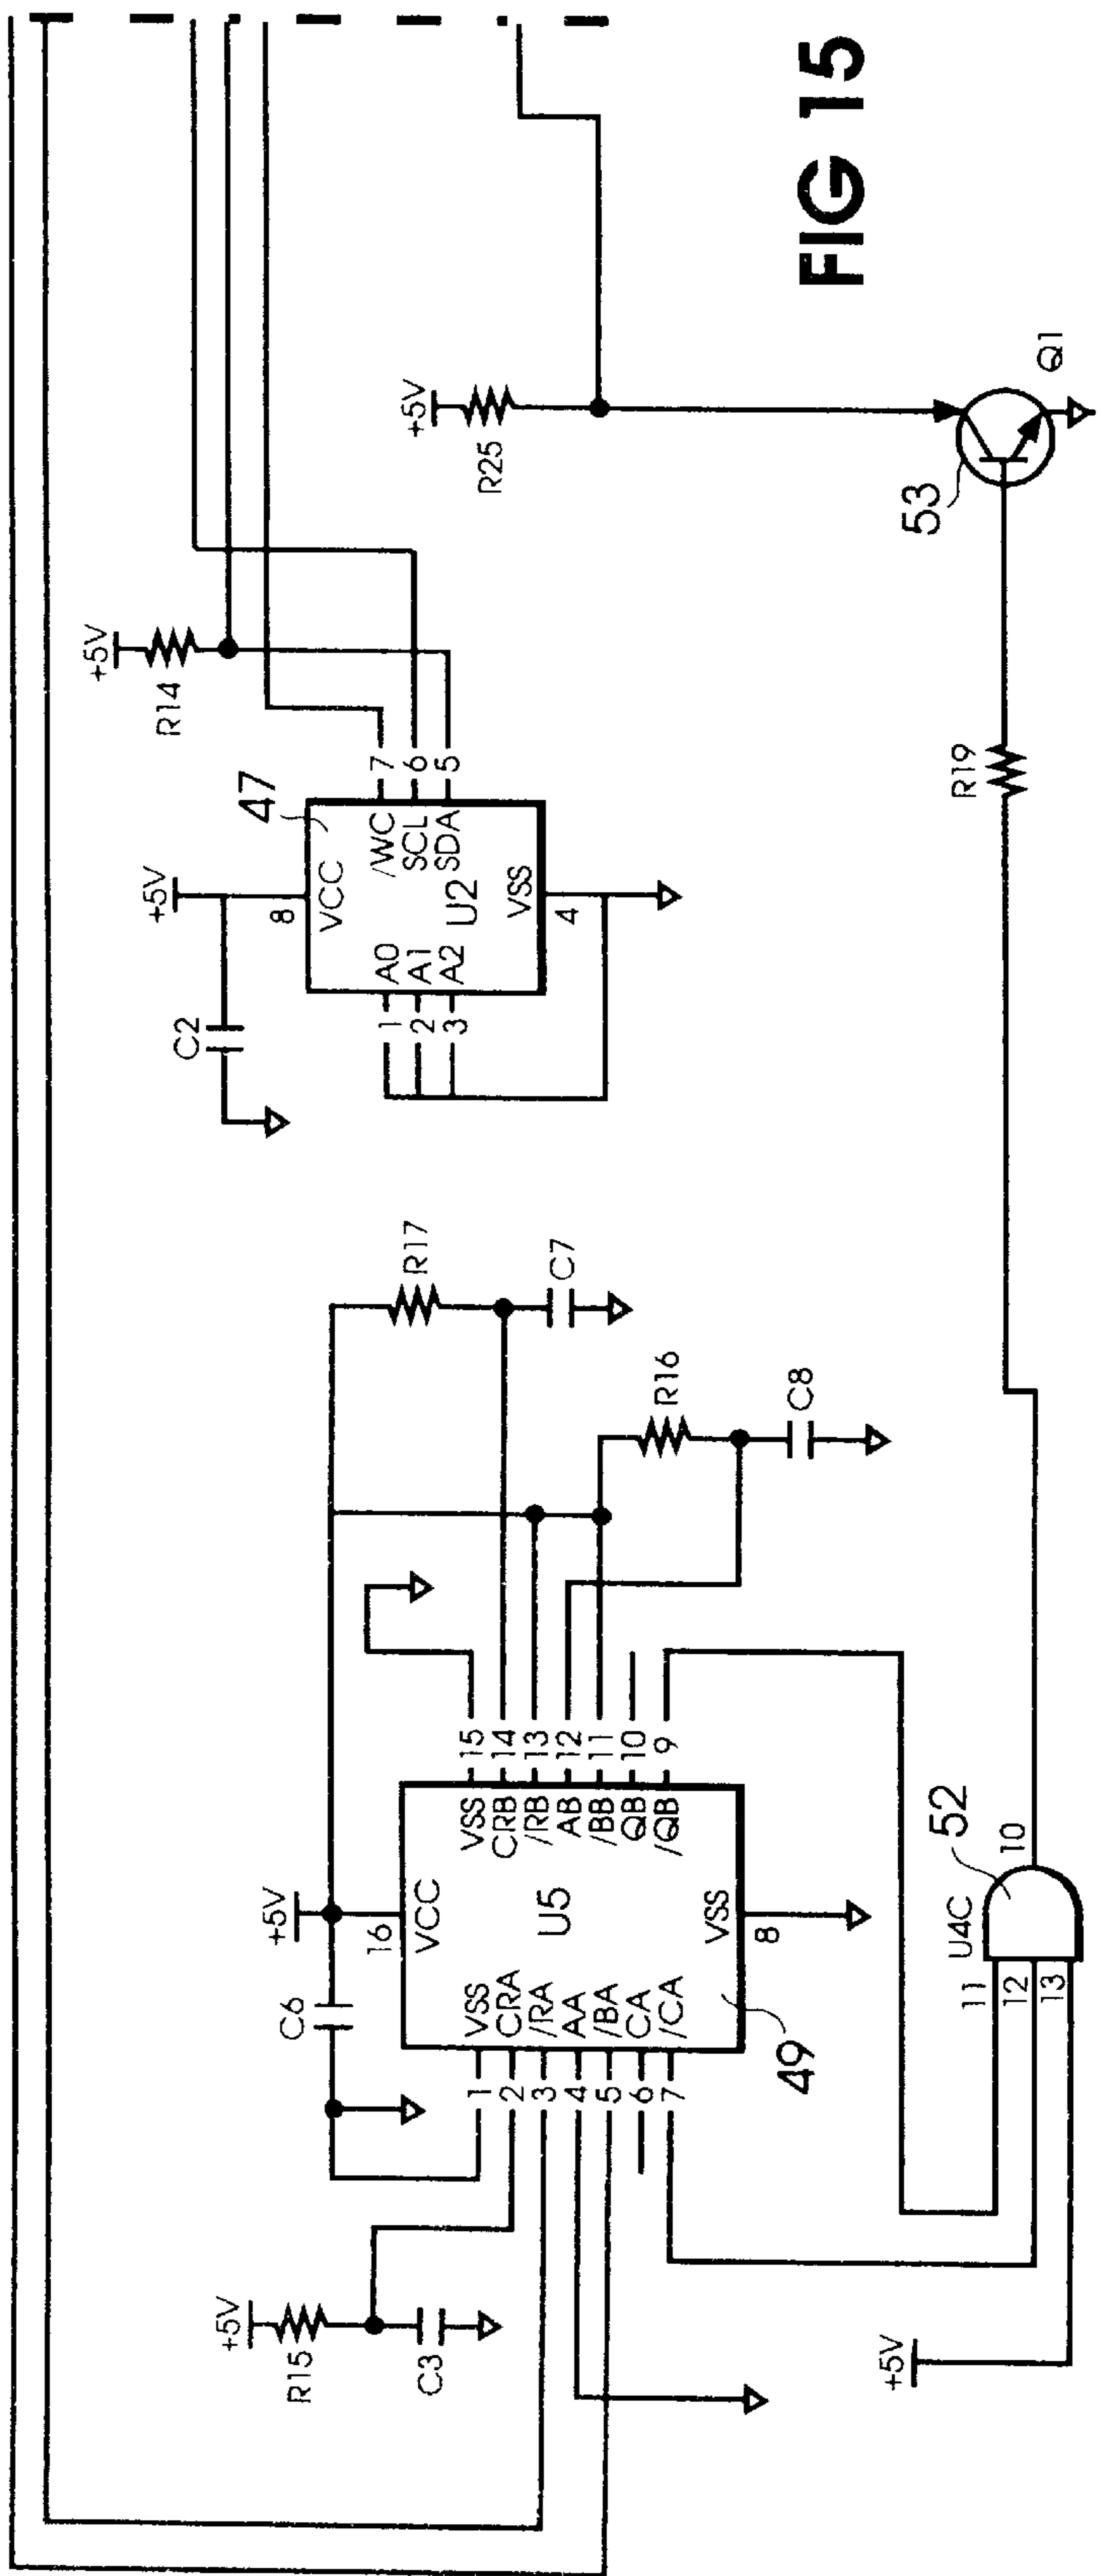 +5V
R14
+5V
C2
8
VCC
47
A0
A1
A2
1
2
3
/WC
SCL
SDA
7
6
5
U2
VSS
4
+5V
R25
FIG 15
+5V
R15
C3
C6
+5V
16
VCC
VSS
CRA
/RA
AA
/BA
CA
/CA
1
2
3
4
5
6
7
U5
VSS
CRB
/RB
AB
/BB
QB
/QB
15
14
13
12
11
10
9
VSS
8
49
R17
C7
R16
C8
+5V
U4C
11
12
13
52
10
R19
53
Q1